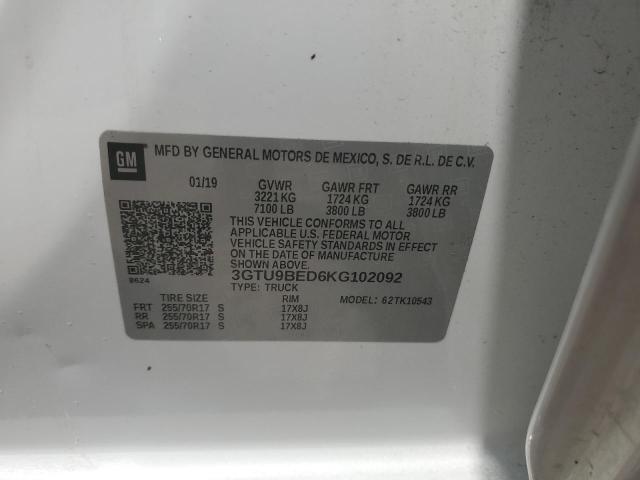 GM
MFD BY GENERAL MOTORS DE MEXICO, S. DE R.L. DE C.V.
01/19 GVWR GAWR FRT GAWR RR
3221 KG 1724 KG 1724 KG
7100 LB 3800 LB 3800 LB
THIS VEHICLE CONFORMS TO ALL
APPLICABLE U.S. FEDERAL MOTOR
VEHICLE SAFETY STANDARDS IN EFFECT
ON THE DATE OF MANUFACTURE
3GTU9BED6KG102092
8624 TYPE: TRUCK
TIRE SIZE RIM MODEL: 62TK10543
FRT 255/70R17 S 17X8J
RR 255/70R17 S 17X8J
SPA 255/70R17 S 17X8J